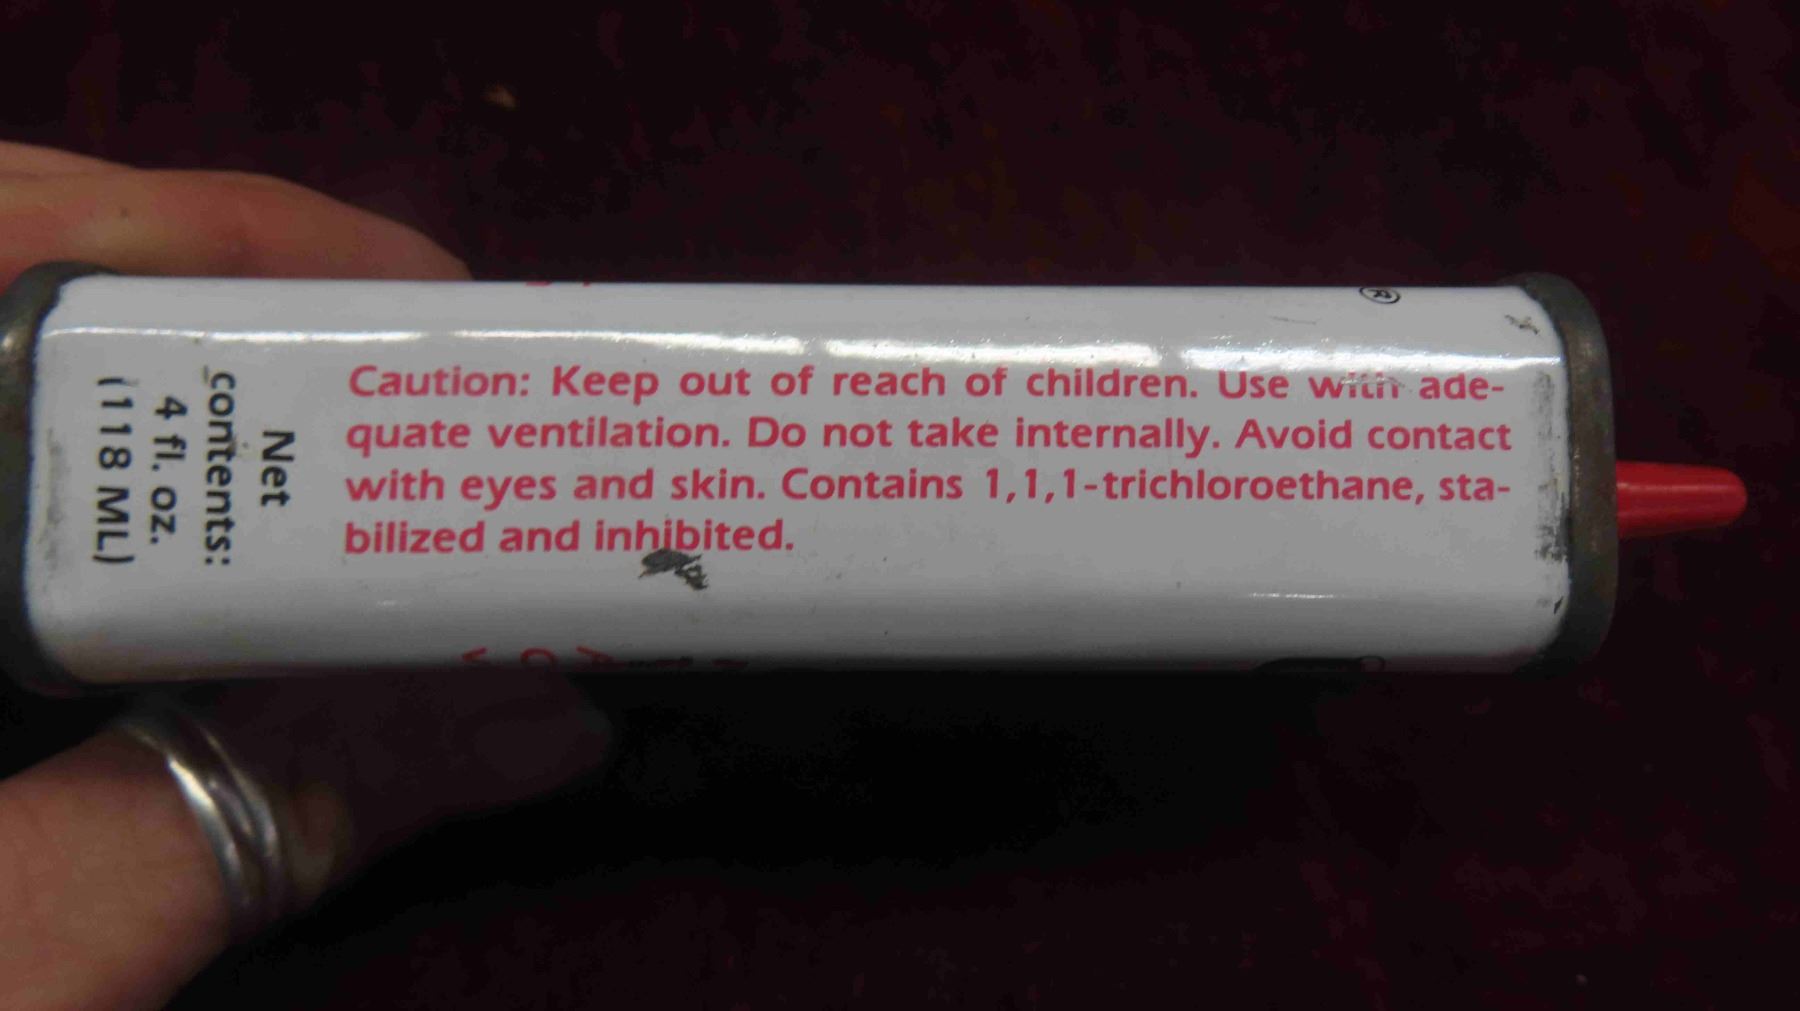 Caution: Keep out of reach of children. Use with ade-
quate ventilation. Do not take internally. Avoid contact
with eyes and skin. Contains 1,1,1-trichloroethane, sta-
bilized and inhibited.
Net
contents:
4 fl. oz.
(118 ML)
®